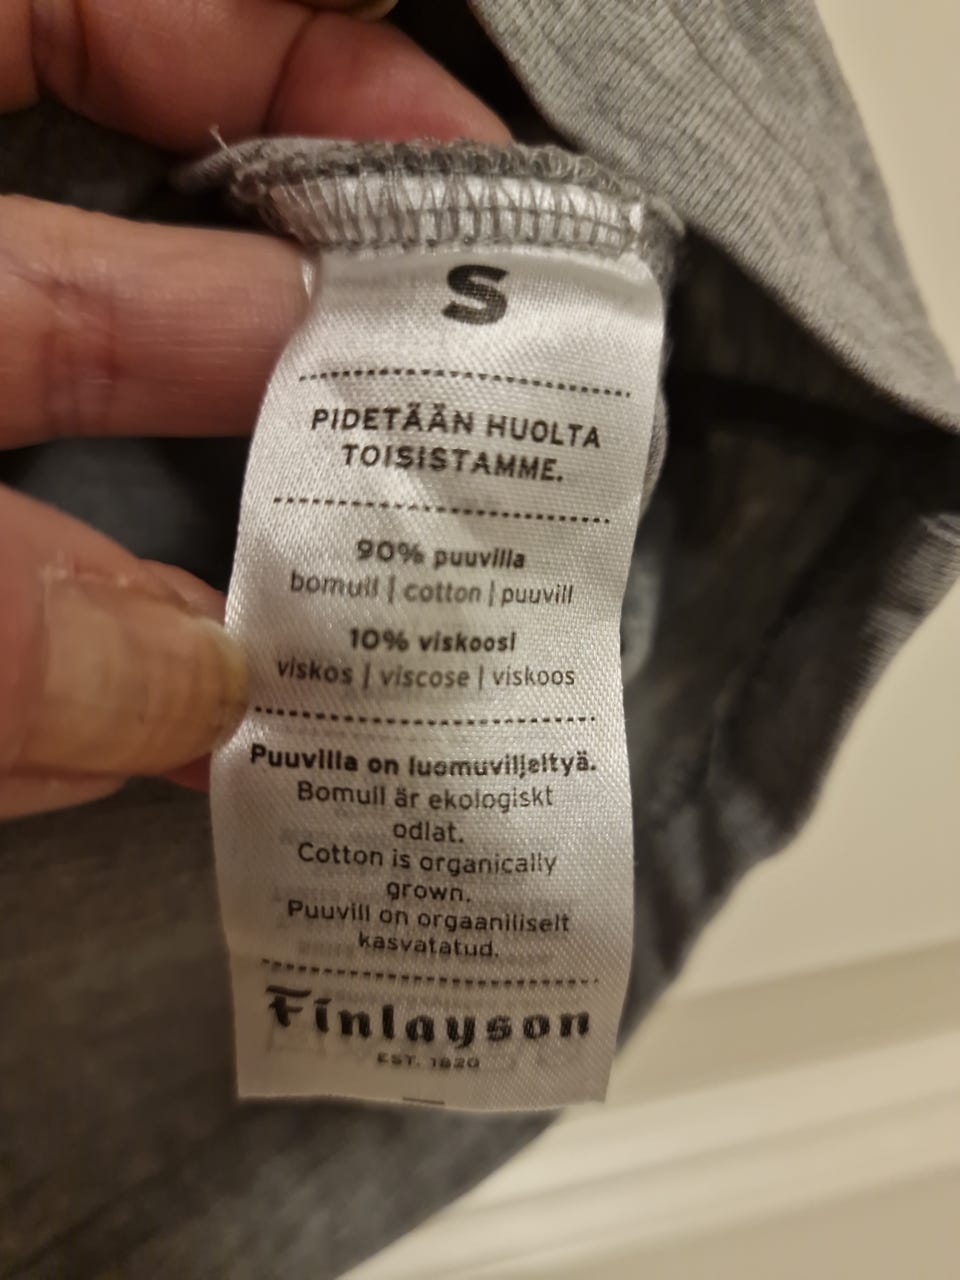 S
PIDETÄÄN HUOLTA
TOISISTAMME.
90% puuvilla
bomull | cotton | puuvill
10% viskoosi
viskos | viscose | viskoos
Puuvilla on luomuviljeltyä.
Bomull är ekologiskt
odlat.
Cotton is organically
grown.
Puuvill on orgaaniliselt
kasvatatud.
Finlayson
EST. 1820